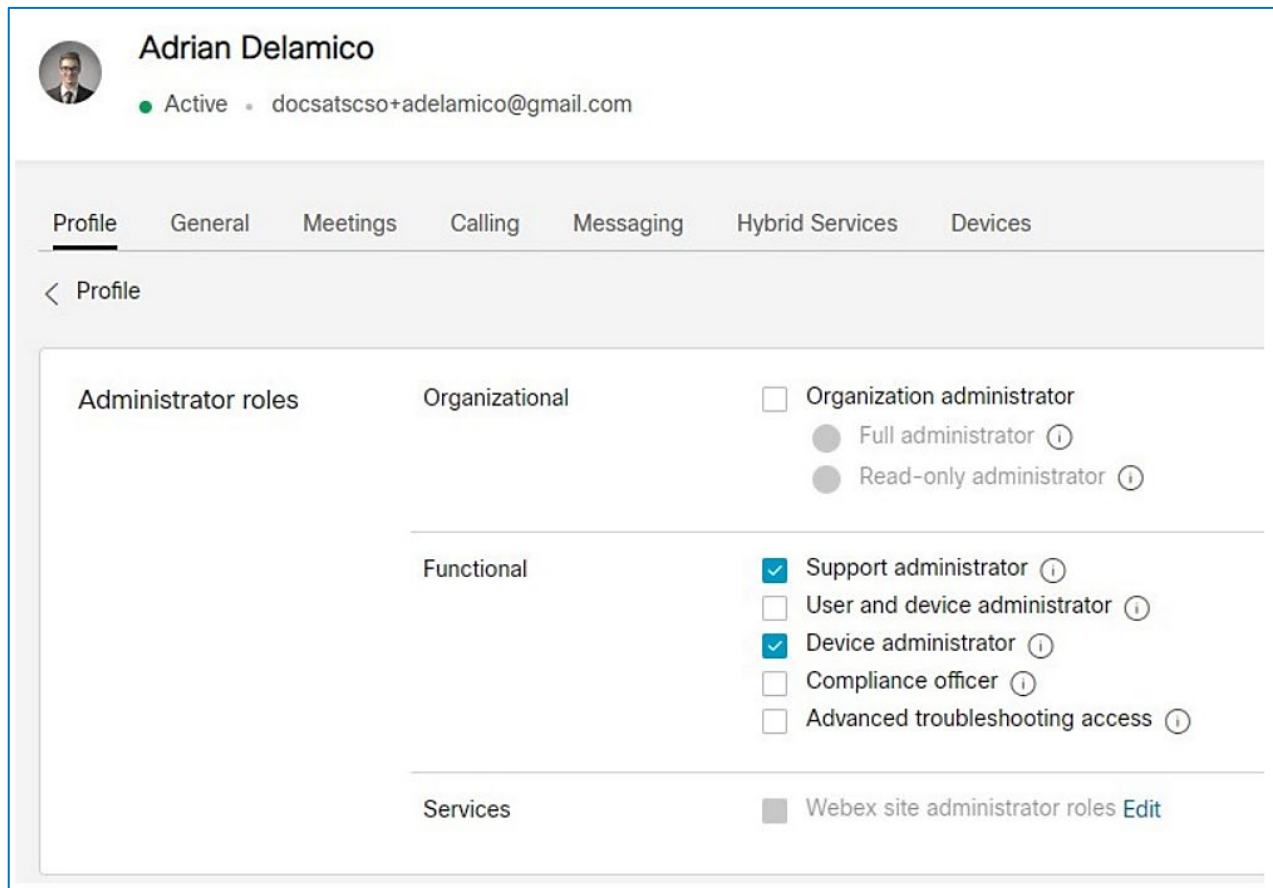 Adrian Delamico
Active docsatscso+adelamico@gmail.com
Profile General Meetings Calling Messaging Hybrid Services Devices
Profile
Administrator roles Organizational Organization administrator
Full administrator
Read-only administrator
Functional Support administrator
User and device administrator
Device administrator
Compliance officer
Advanced troubleshooting access
Services Webex site administrator roles Edit